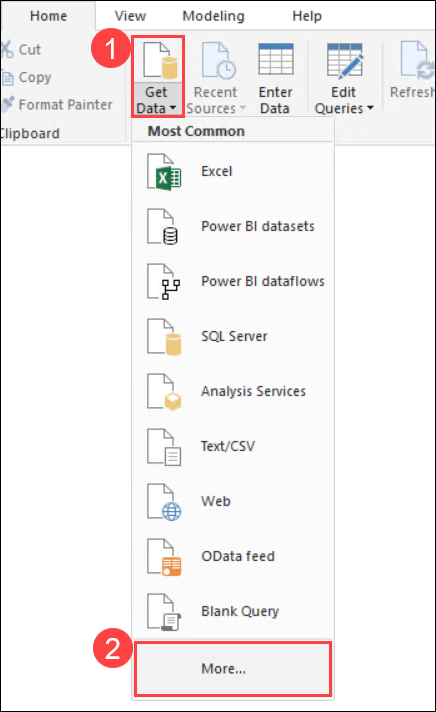 Home View Modeling Help
1
Cut
Copy
Format Painter
Clipboard
Get Data
Recent Sources
Enter Data
Edit Queries
Refresh
Most Common
Excel
Power BI datasets
Power BI dataflows
SQL Server
Analysis Services
Text/CSV
Web
OData feed
Blank Query
2
More...